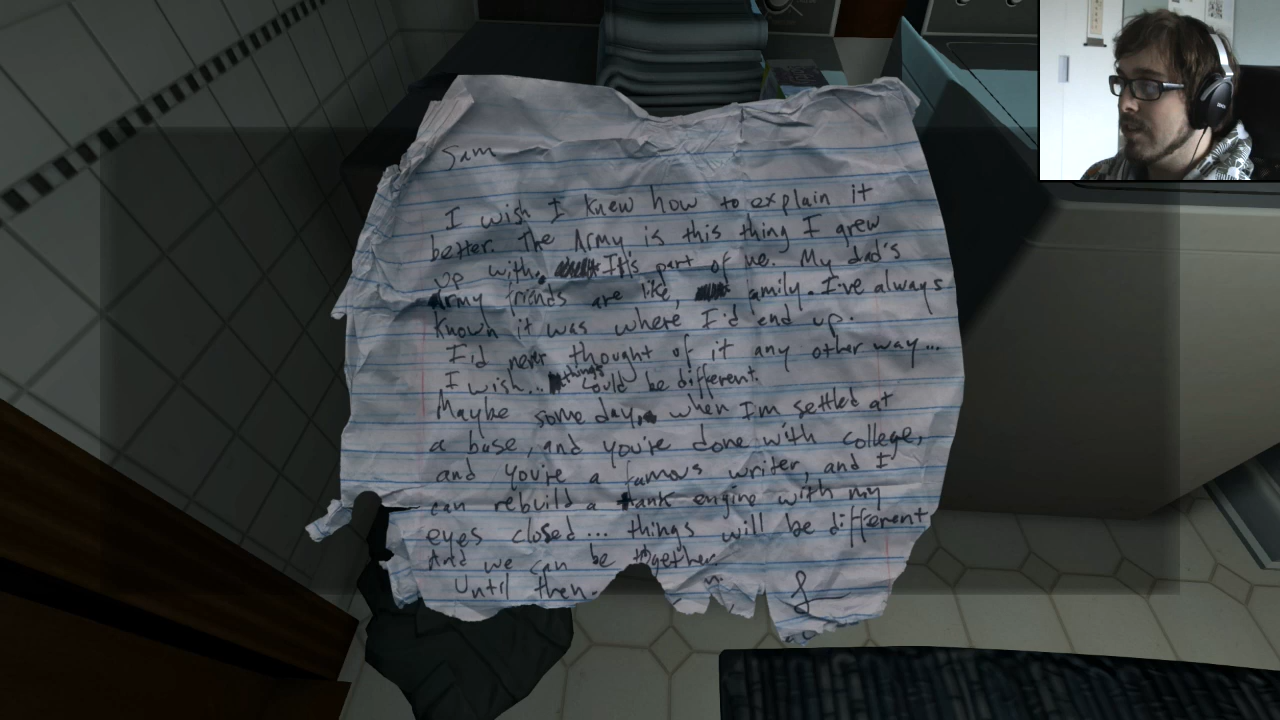 Sam
I wish I knew how to explain it
better. The Army is this thing I grew
up with. It's part of me. My dad's
Army friends are like, family. I've always
known it was where I'd end up.
I'd never thought of it any other way...
I wish... things could be different.
Maybe some day, when I'm settled at
a base, and you're done with college,
and you're a famous writer, and I
can rebuild a tank engine with my
eyes closed... things will be different
And we can be together.
Until then.